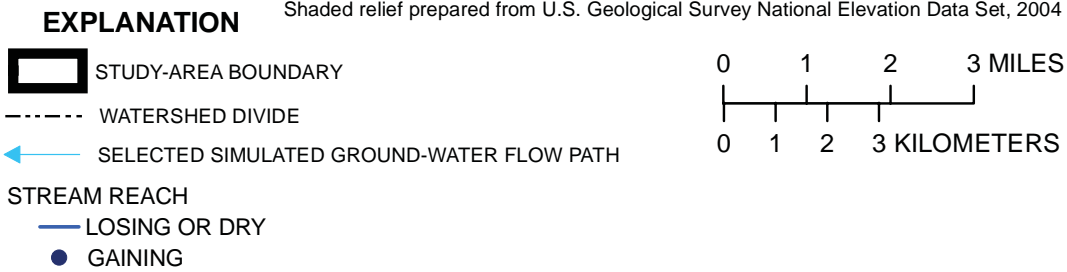 Shaded relief prepared from U.S. Geological Survey National Elevation Data Set, 2004
EXPLANATION
STUDY-AREA BOUNDARY
WATERSHED DIVIDE
SELECTED SIMULATED GROUND-WATER FLOW PATH
STREAM REACH
LOSING OR DRY
GAINING
0 1 2 3 MILES
0 1 2 3 KILOMETERS